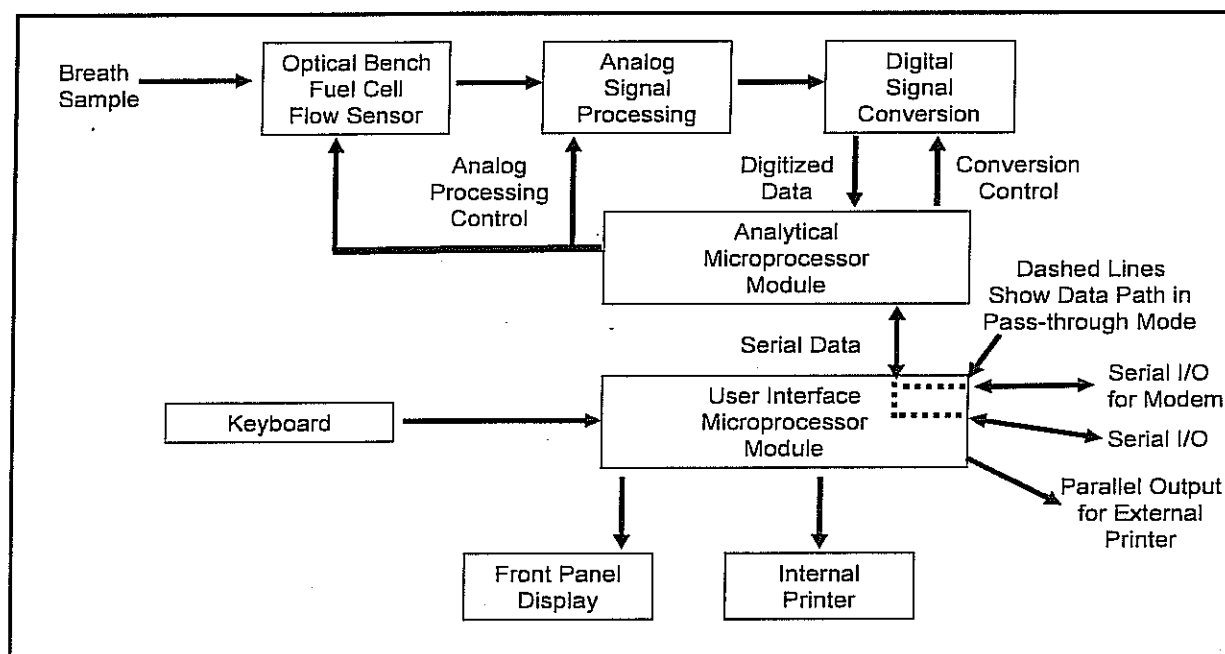 Breath
Sample
Optical Bench
Fuel Cell
Flow Sensor
Analog
Signal
Processing
Digital
Signal
Conversion
Analog
Processing
Control
Digitized
Data
Conversion
Control
Analytical
Microprocessor
Module
Dashed Lines
Show Data Path in
Pass-through Mode
Serial Data
User Interface
Microprocessor
Module
Serial I/O
for Modem
Keyboard
Serial I/O
Parallel Output
for External
Printer
Front Panel
Display
Internal
Printer